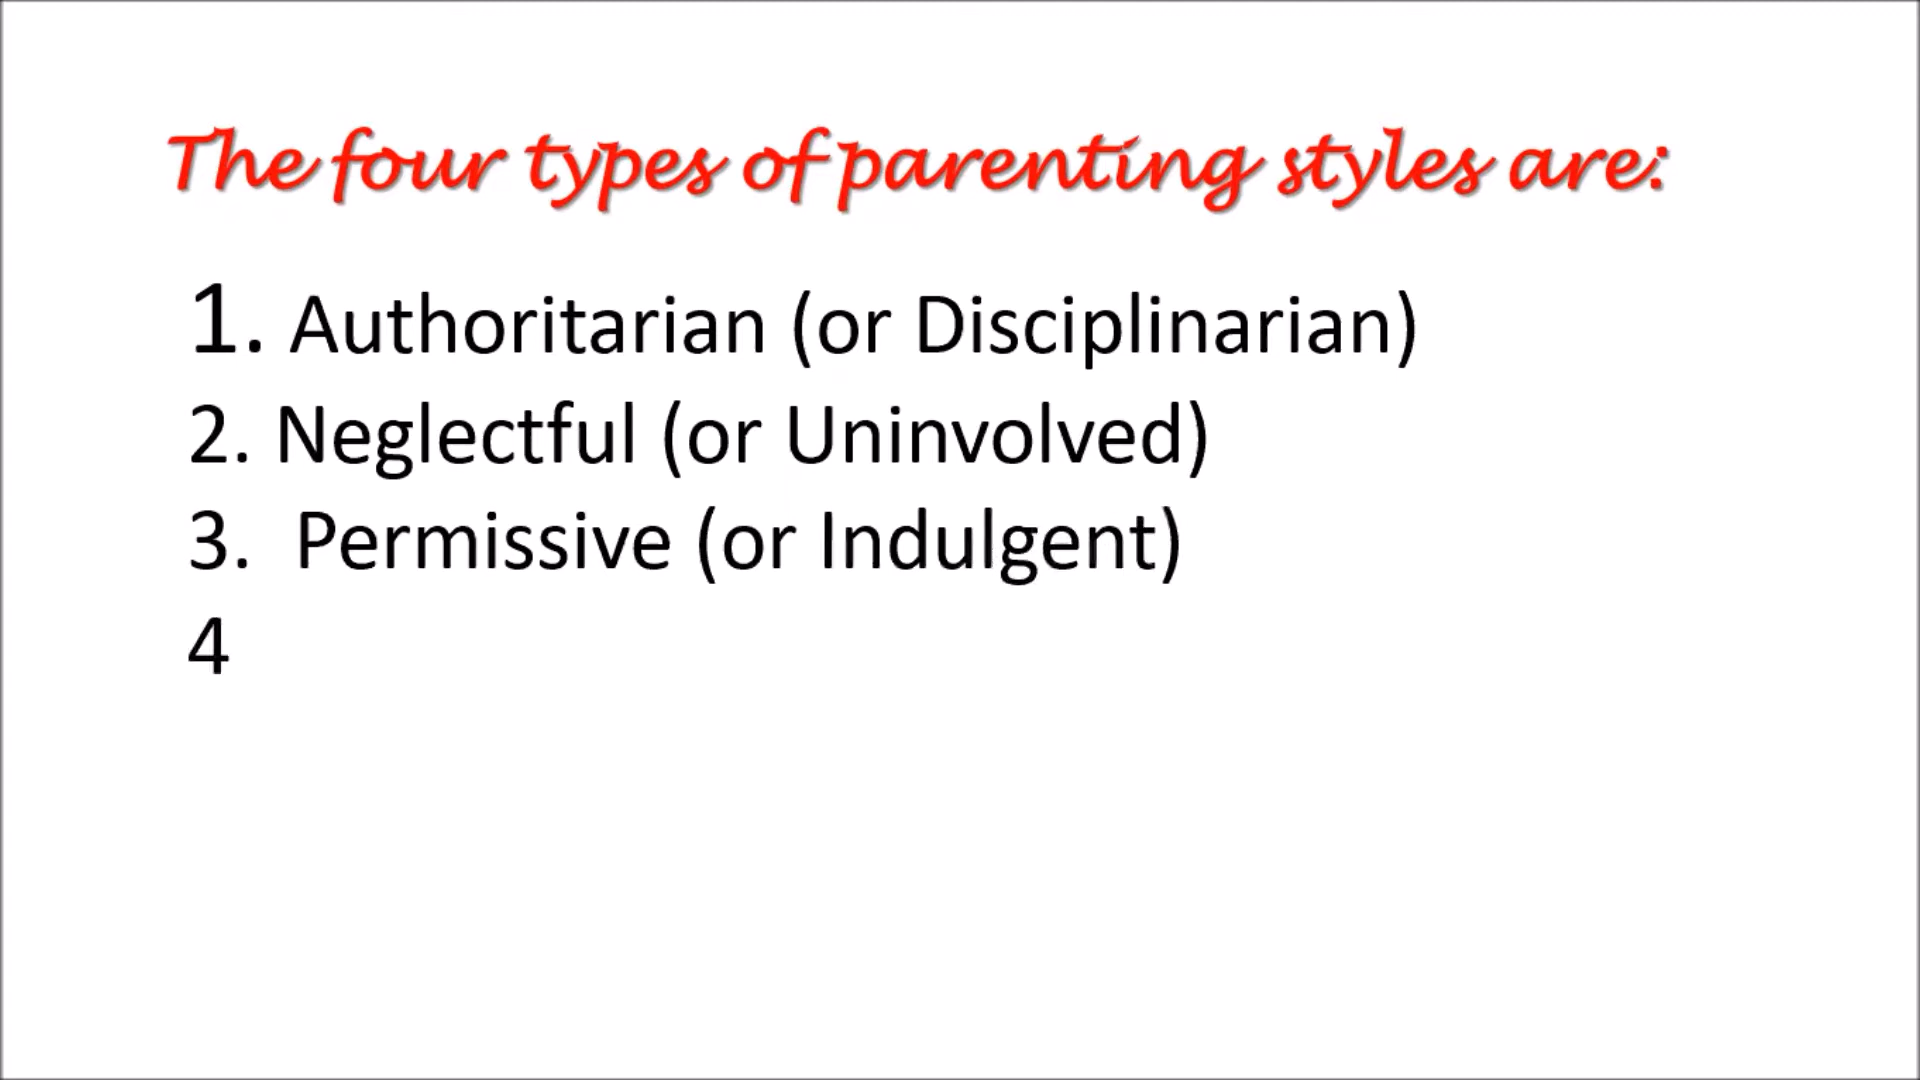 The four types of parenting styles are:
1. Authoritarian (or Disciplinarian)
2. Neglectful (or Uninvolved)
3. Permissive (or Indulgent)
4